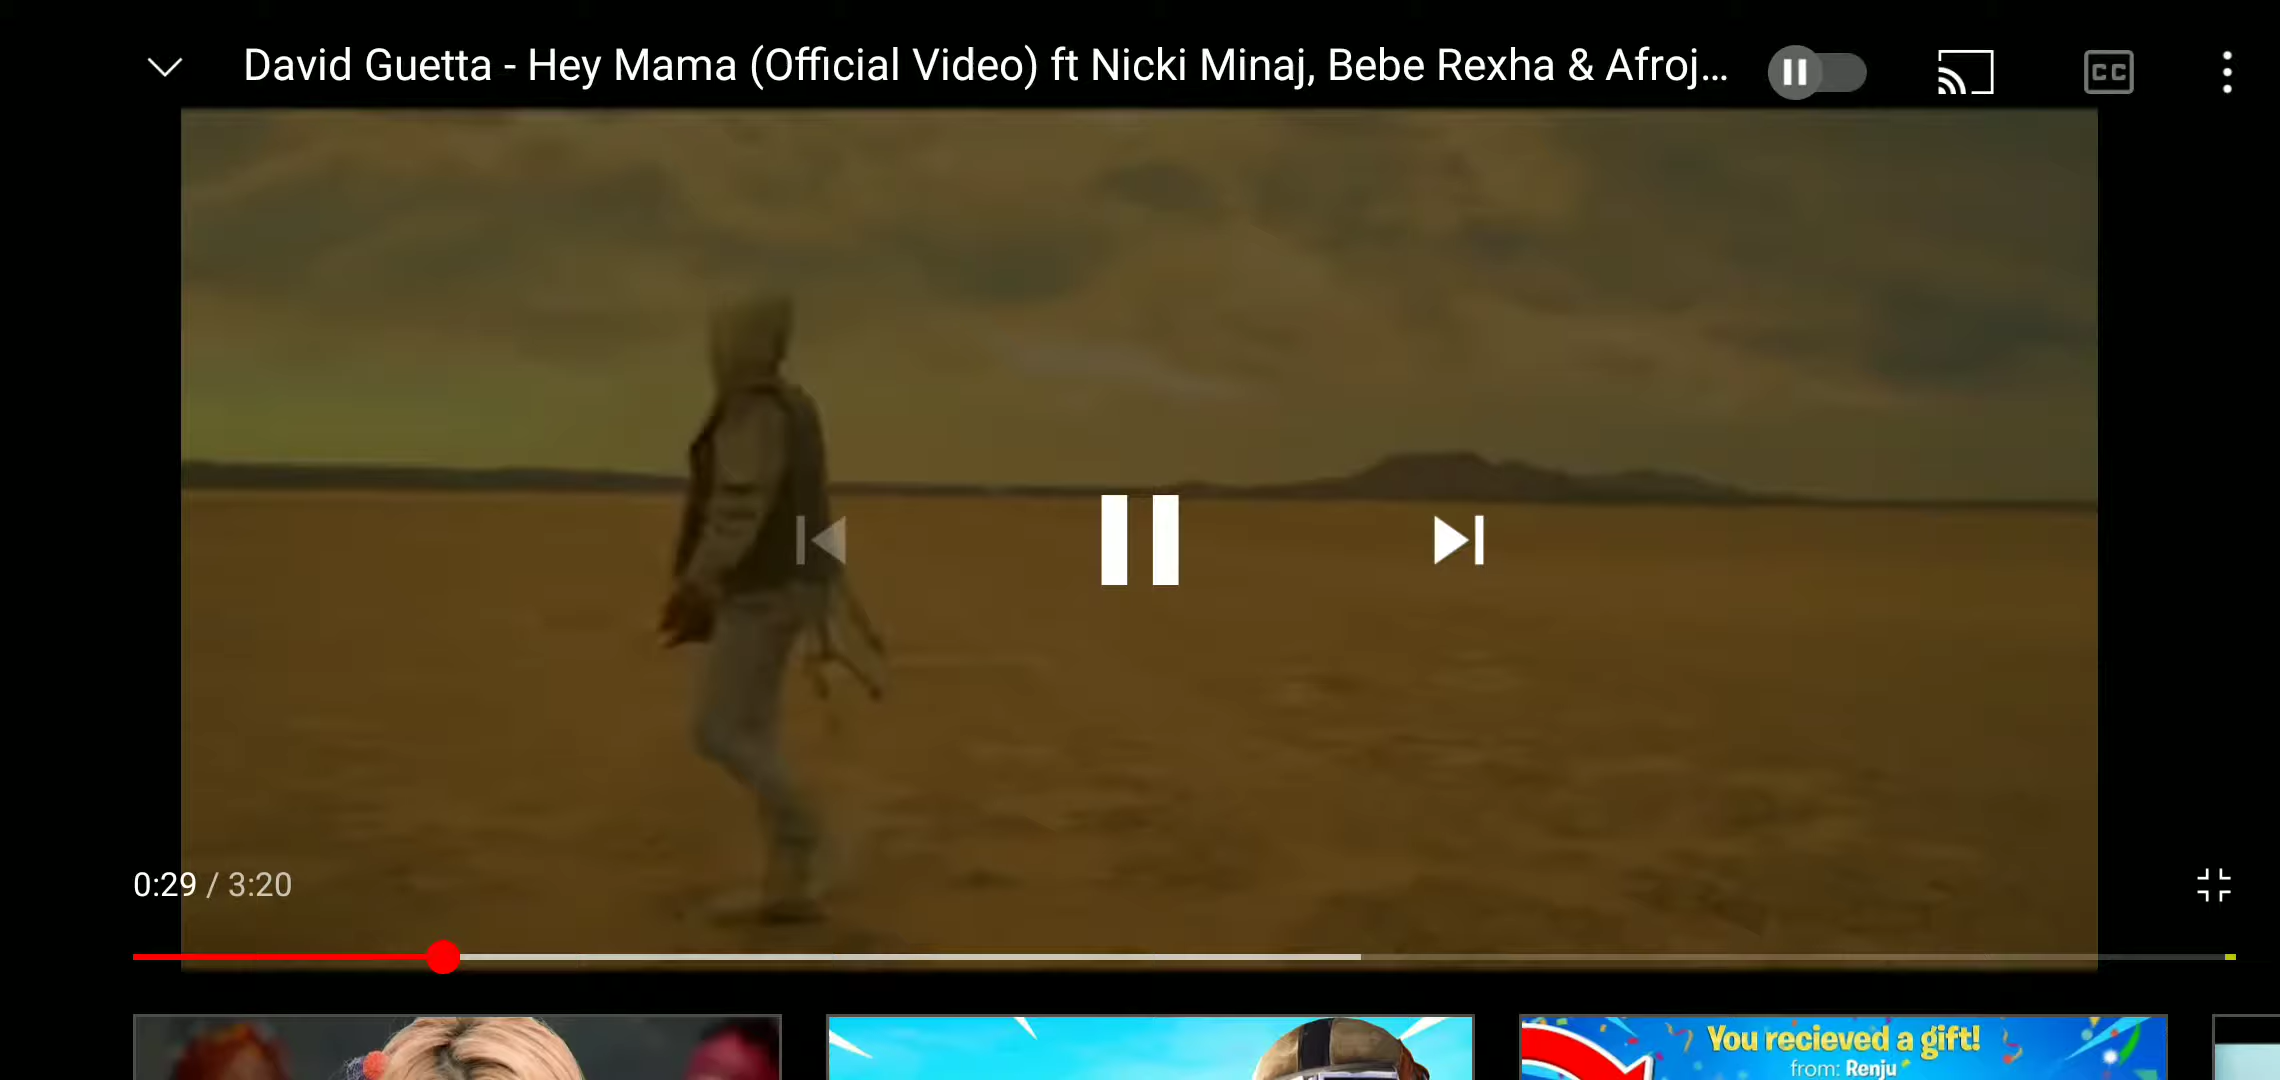 David Guetta - Hey Mama (Official Video) ft Nicki Minaj, Bebe Rexha & Afroj...
CC
0:29 / 3:20
You recieved a gift!
from: Renju